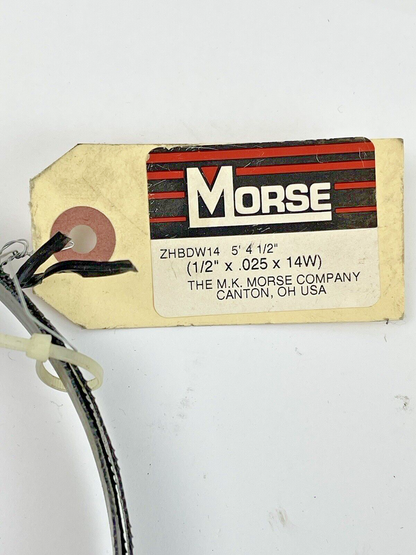 MORSE
ZHBDW14 5' 4 1/2"
(1/2" x .025 x 14W)
THE M.K. MORSE COMPANY
CANTON, OH USA